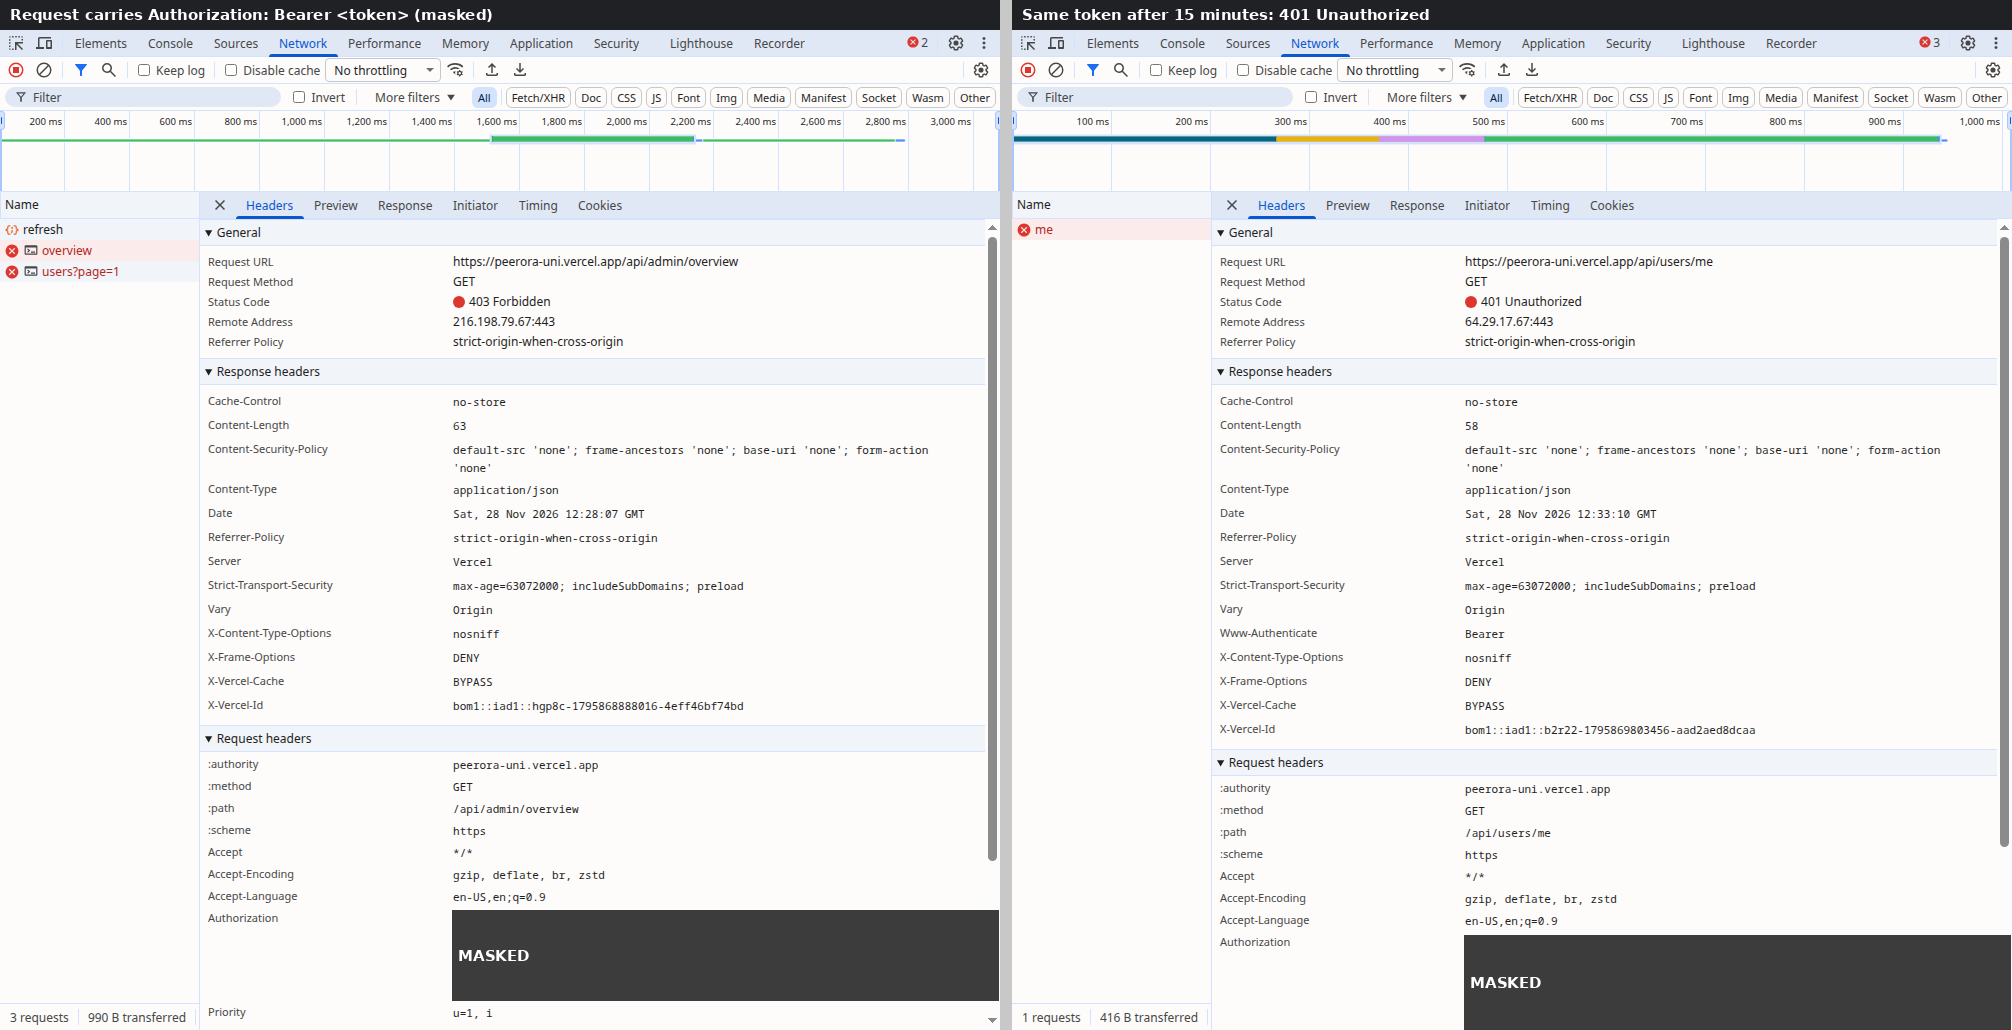 Request carries Authorization: Bearer <token> (masked)
Elements Console Sources Network Performance Memory Application Security Lighthouse Recorder 2
Keep log Disable cache No throttling
Filter Invert More filters All Fetch/XHR Doc CSS JS Font Img Media Manifest Socket Wasm Other
200 ms 400 ms 600 ms 800 ms 1,000 ms 1,200 ms 1,400 ms 1,600 ms 1,800 ms 2,000 ms 2,200 ms 2,400 ms 2,600 ms 2,800 ms 3,000 ms
Name
refresh
overview
users?page=1
Headers Preview Response Initiator Timing Cookies
General
Request URL https://peerora-uni.vercel.app/api/admin/overview
Request Method GET
Status Code 403 Forbidden
Remote Address 216.198.79.67:443
Referrer Policy strict-origin-when-cross-origin
Response headers
Cache-Control no-store
Content-Length 63
Content-Security-Policy default-src 'none'; frame-ancestors 'none'; base-uri 'none'; form-action
'none'
Content-Type application/json
Date Sat, 28 Nov 2026 12:28:07 GMT
Referrer-Policy strict-origin-when-cross-origin
Server Vercel
Strict-Transport-Security max-age=63072000; includeSubDomains; preload
Vary Origin
X-Content-Type-Options nosniff
X-Frame-Options DENY
X-Vercel-Cache BYPASS
X-Vercel-Id bom1::iad1::hgp8c-1795868888016-4eff46bf74bd
Request headers
:authority peerora-uni.vercel.app
:method GET
:path /api/admin/overview
:scheme https
Accept */*
Accept-Encoding gzip, deflate, br, zstd
Accept-Language en-US,en;q=0.9
Authorization MASKED
Priority u=1, i
3 requests 990 B transferred
Same token after 15 minutes: 401 Unauthorized
Elements Console Sources Network Performance Memory Application Security Lighthouse Recorder 3
Keep log Disable cache No throttling
Filter Invert More filters All Fetch/XHR Doc CSS JS Font Img Media Manifest Socket Wasm Other
100 ms 200 ms 300 ms 400 ms 500 ms 600 ms 700 ms 800 ms 900 ms 1,000 ms
Name
me
Headers Preview Response Initiator Timing Cookies
General
Request URL https://peerora-uni.vercel.app/api/users/me
Request Method GET
Status Code 401 Unauthorized
Remote Address 64.29.17.67:443
Referrer Policy strict-origin-when-cross-origin
Response headers
Cache-Control no-store
Content-Length 58
Content-Security-Policy default-src 'none'; frame-ancestors 'none'; base-uri 'none'; form-action
'none'
Content-Type application/json
Date Sat, 28 Nov 2026 12:33:10 GMT
Referrer-Policy strict-origin-when-cross-origin
Server Vercel
Strict-Transport-Security max-age=63072000; includeSubDomains; preload
Vary Origin
Www-Authenticate Bearer
X-Content-Type-Options nosniff
X-Frame-Options DENY
X-Vercel-Cache BYPASS
X-Vercel-Id bom1::iad1::b2r22-1795869803456-aad2aed8dcaa
Request headers
:authority peerora-uni.vercel.app
:method GET
:path /api/users/me
:scheme https
Accept */*
Accept-Encoding gzip, deflate, br, zstd
Accept-Language en-US,en;q=0.9
Authorization MASKED
1 requests 416 B transferred